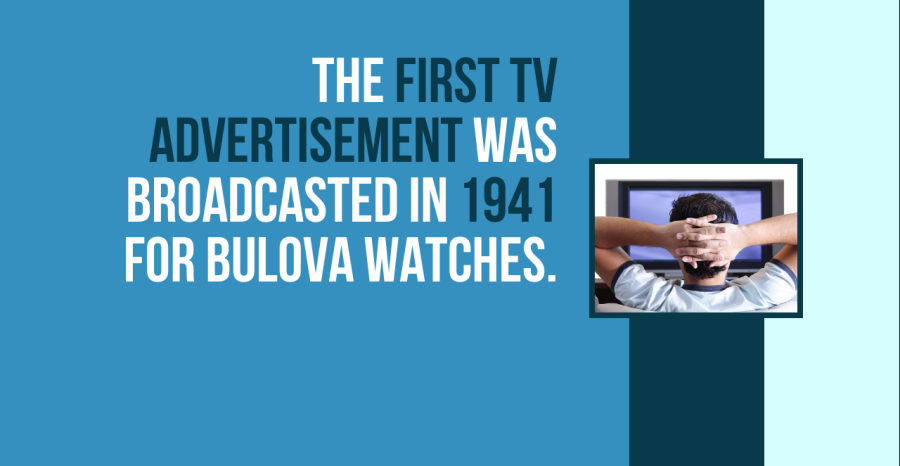 THE FIRST TV
ADVERTISEMENT WAS
BROADCASTED IN 1941
FOR BULOVA WATCHES.